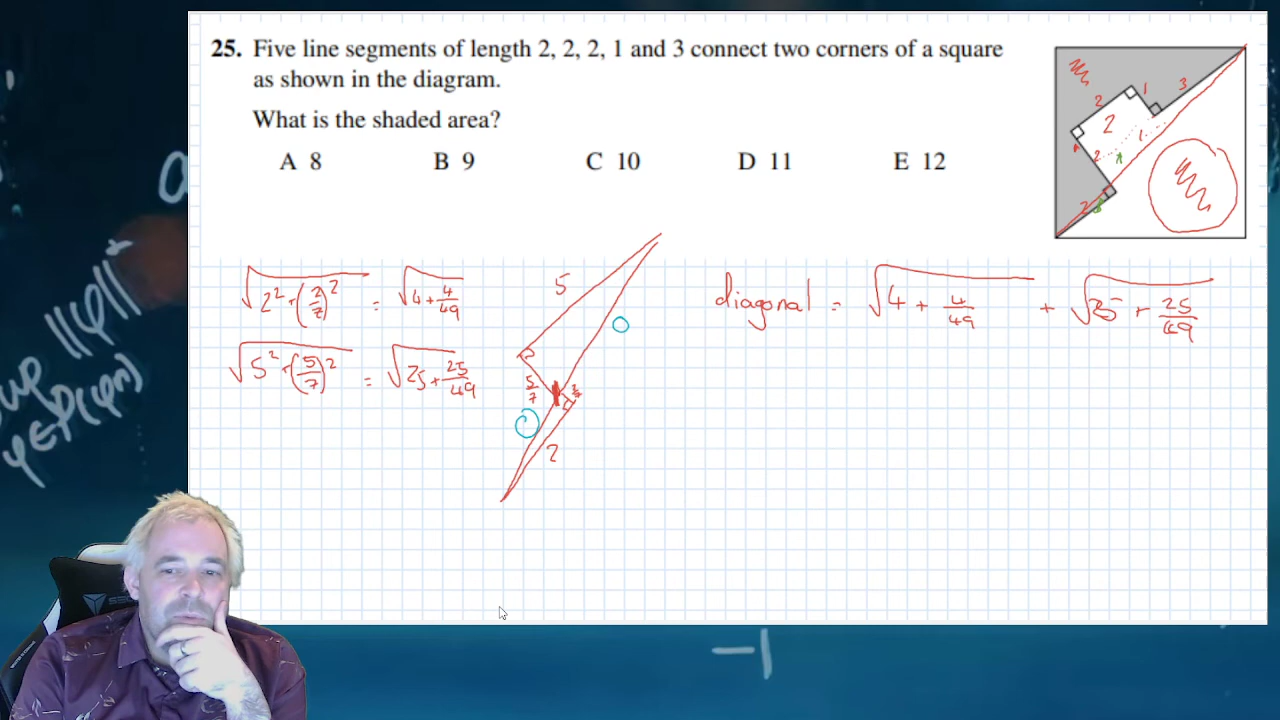 25. Five line segments of length 2, 2, 2, 1 and 3 connect two corners of a square
as shown in the diagram.
What is the shaded area?
A 8 B 9 C 10 D 11 E 12
2 1 3
2 1
2
2
√(2² + (2/7)²) = √(4 + 4/49)
√(5² + (5/7)²) = √(25 + 25/49)
5
5/7 2/7
2
diagonal = √(4 + 4/49) + √(25 + 25/49)
||φ||
-1